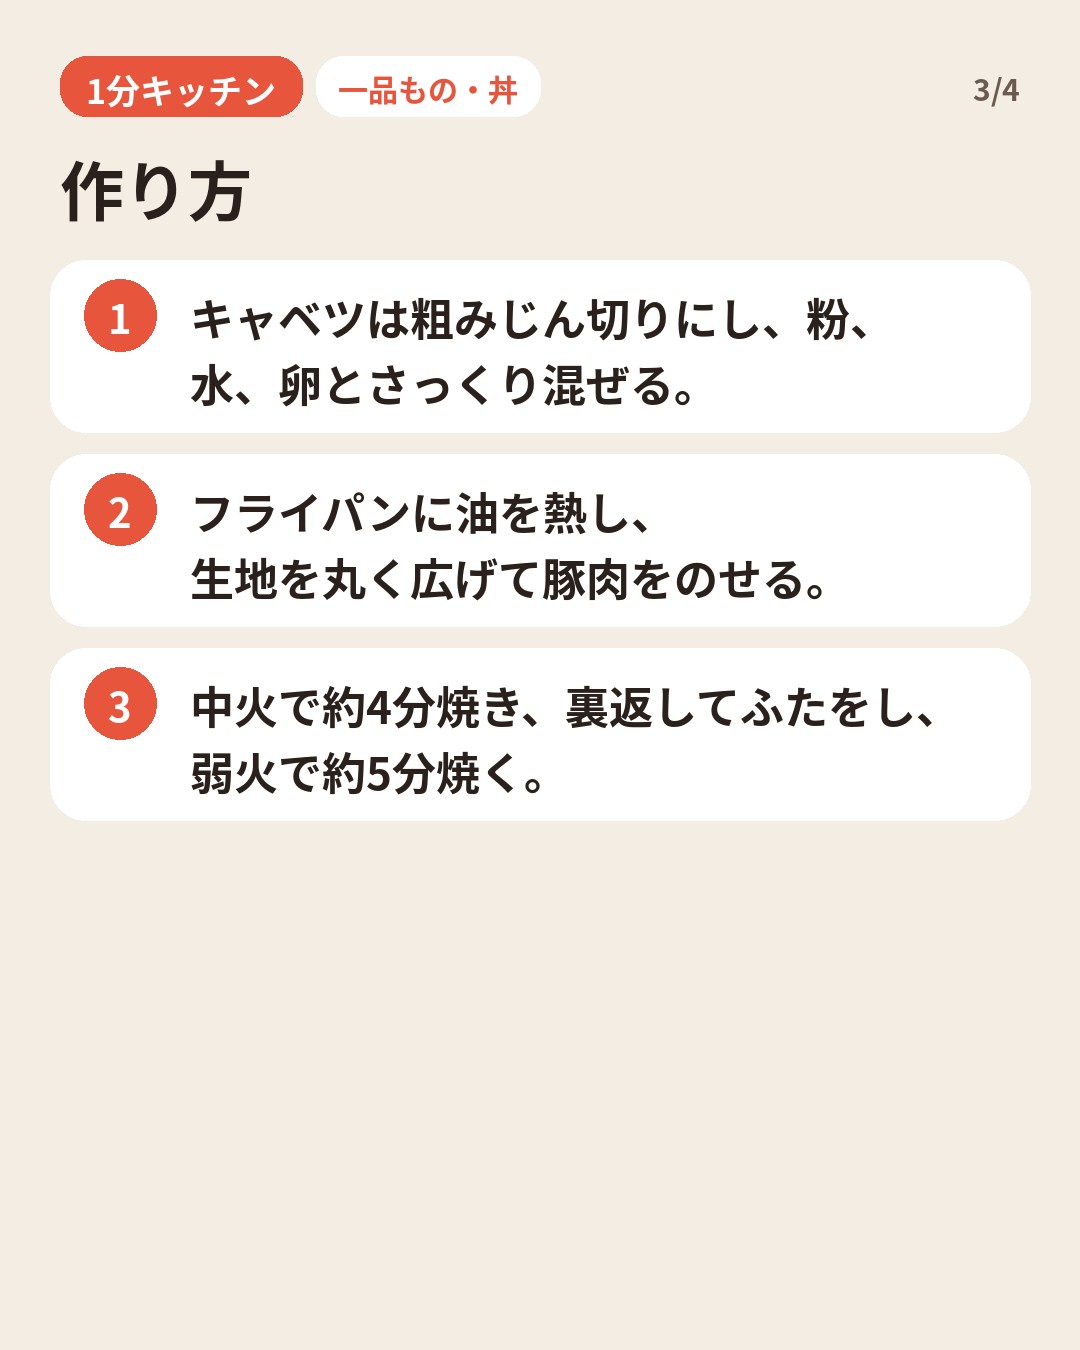 1分キッチン
一品もの・丼
3/4
作り方
1
キャベツは粗みじん切りにし、粉、
水、卵とさっくり混ぜる。
2
フライパンに油を熱し、
生地を丸く広げて豚肉をのせる。
3
中火で約4分焼き、裏返してふたをし、
弱火で約5分焼く。